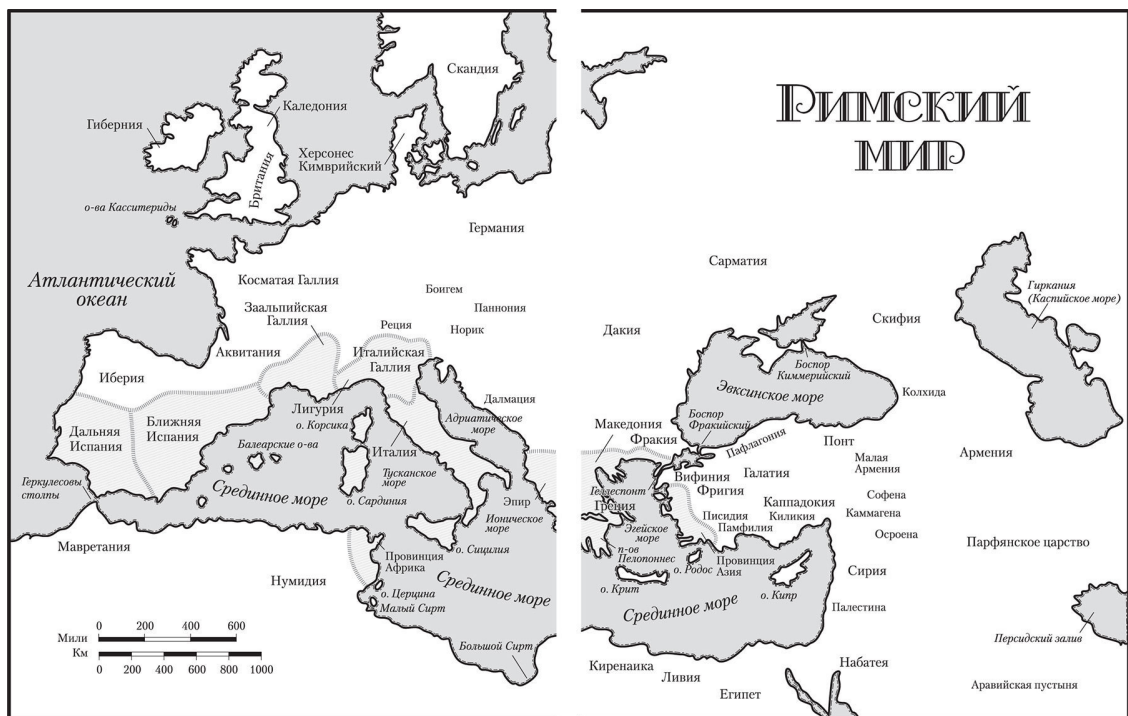 Скандия
Каледония
Гиберния
Херсонес
Кимврийский
Британия
о-ва Касситериды
Германия
Атлантический
океан
Косматая Галлия
Боигем
Заальпийская
Галлия
Паннония
Реция
Норик
Аквитания
Италийская
Галлия
Иберия
Далмация
Лигурия
о. Корсика
Адриатическое
море
Ближняя
Испания
Дальняя
Испания
Балеарские о-ва
Италия
Тусканское
море
Геркулесовы
столпы
Срединное море
о. Сардиния
Эпир
Ионическое
море
Мавретания
о. Сицилия
Провинция
Африка
Нумидия
Срединное море
о. Церцина
Малый Сирт
Большой Сирт
Мили
0 200 400 600
Км
0 200 400 600 800 1000
Римский
мир
Сарматия
Гиркания
(Каспийское море)
Скифия
Дакия
Боспор
Киммерийский
Эвксинское море
Колхида
Боспор
Фракийский
Македония
Фракия
Пафлагония
Понт
Малая
Армения
Армения
Вифиния
Галатия
Геллеспонт
Фригия
Каппадокия
Софена
Греция
Писидия
Киликия
Каммагена
Эгейское
море
Памфилия
Осроена
Парфянское царство
п-ов
Пелопоннес
о. Родос
Провинция
Азия
Сирия
о. Крит
о. Кипр
Срединное море
Палестина
Персидский залив
Киренаика
Набатея
Ливия
Египет
Аравийская пустыня